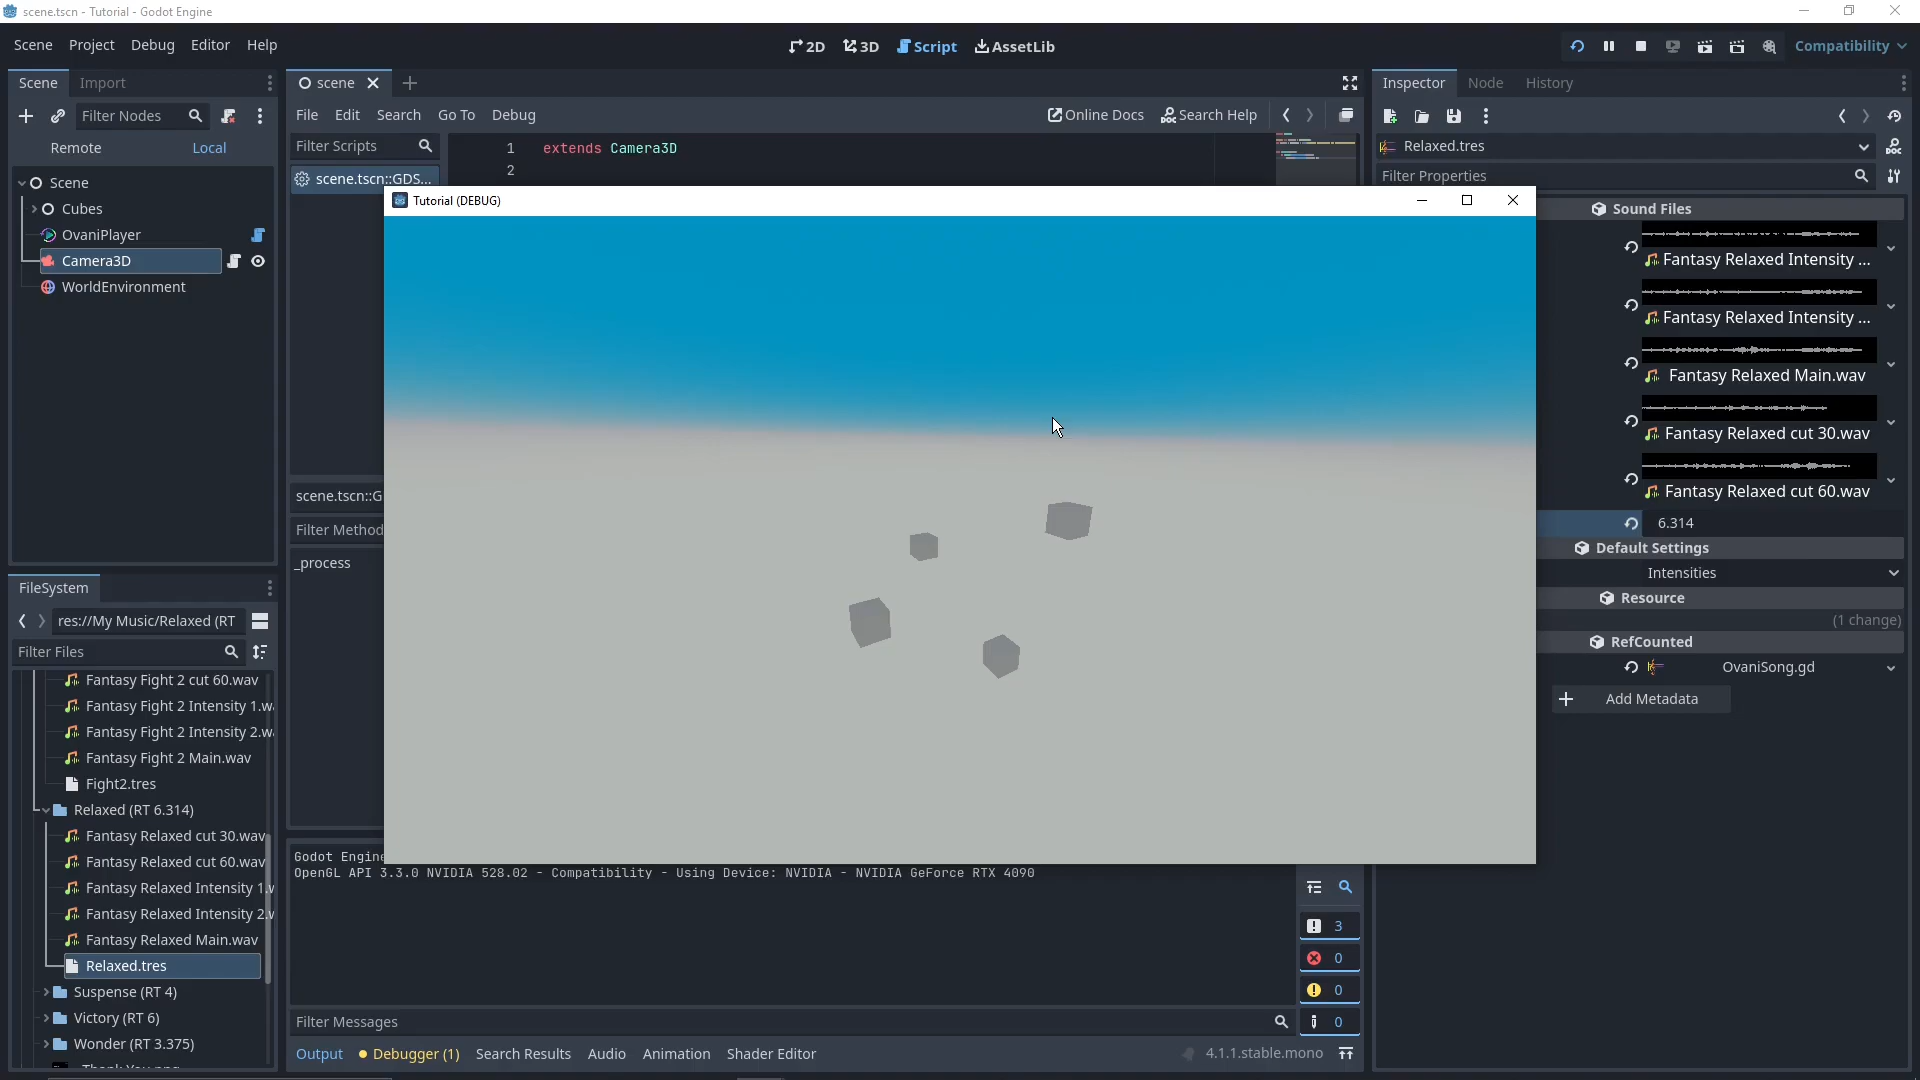 scene.tscn - Tutorial - Godot Engine
Scene Project Debug Editor Help
2D 3D Script AssetLib
Compatibility
Scene Import
Filter Nodes
Remote Local
Scene
Cubes
OvaniPlayer
Camera3D
WorldEnvironment
FileSystem
res://My Music/Relaxed (RT
Filter Files
Fantasy Fight 2 cut 60.wav
Fantasy Fight 2 Intensity 1.w
Fantasy Fight 2 Intensity 2.w
Fantasy Fight 2 Main.wav
Fight2.tres
Relaxed (RT 6.314)
Fantasy Relaxed cut 30.wav
Fantasy Relaxed cut 60.wav
Fantasy Relaxed Intensity 1.
Fantasy Relaxed Intensity 2.
Fantasy Relaxed Main.wav
Relaxed.tres
Suspense (RT 4)
Victory (RT 6)
Wonder (RT 3.375)
scene
File Edit Search Go To Debug
Online Docs Search Help
Filter Scripts
scene.tscn::GDS...
1 extends Camera3D
2
Tutorial (DEBUG)
scene.tscn::G
Filter Method
_process
Godot Engine
OpenGL API 3.3.0 NVIDIA 528.02 - Compatibility - Using Device: NVIDIA - NVIDIA GeForce RTX 4090
3
0
0
0
Filter Messages
Output Debugger (1) Search Results Audio Animation Shader Editor
4.1.1.stable.mono
Inspector Node History
Relaxed.tres
Filter Properties
Sound Files
Fantasy Relaxed Intensity ...
Fantasy Relaxed Intensity ...
Fantasy Relaxed Main.wav
Fantasy Relaxed cut 30.wav
Fantasy Relaxed cut 60.wav
6.314
Default Settings
Intensities
Resource
(1 change)
RefCounted
OvaniSong.gd
Add Metadata